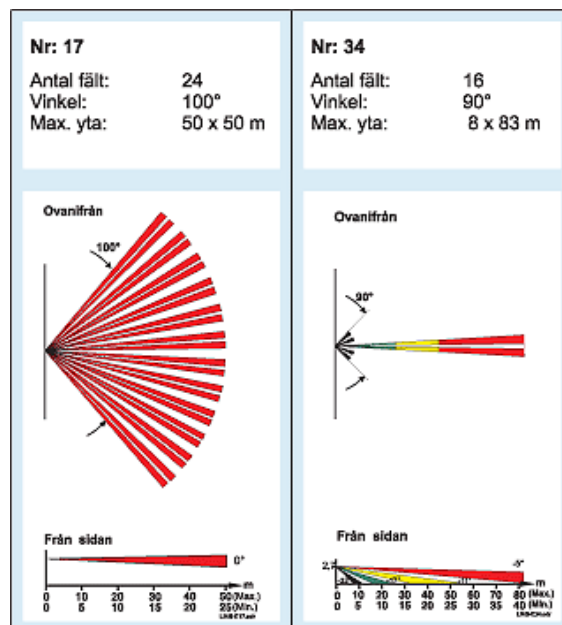 Nr: 17
Antal fält: 24
Vinkel: 100°
Max. yta: 50 x 50 m
Ovanifrån
100°
Från sidan
0°
m
0 10 20 30 40 50 (Max.)
0 5 10 15 20 25 (Min.)
Nr: 34
Antal fält: 16
Vinkel: 90°
Max. yta: 8 x 83 m
Ovanifrån
90°
Från sidan
2,7
m
0 10 20 30 40 50 60 70 80 (Max.)
0 5 10 15 20 25 30 35 40 (Min.)